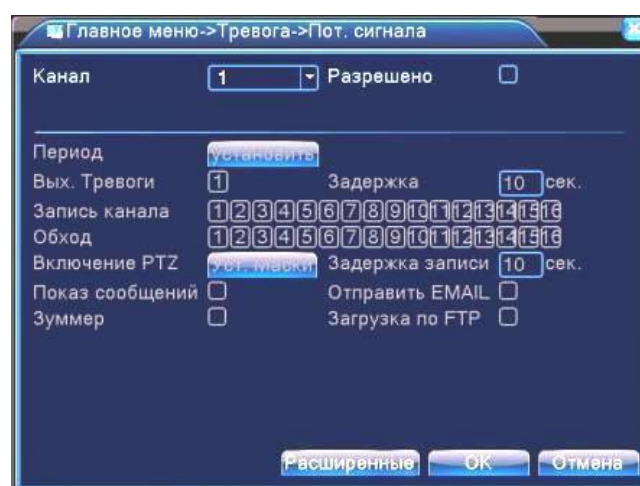 Главное меню->Тревога->Пот. сигнала
Канал 1 Разрешено
Период Установить
Вых. Тревоги 1 Задержка 10 сек.
Запись канала 1 2 3 4 5 6 7 8 9 10 11 12 13 14 15 16
Обход 1 2 3 4 5 6 7 8 9 10 11 12 13 14 15 16
Включение PTZ Уст. Маски Задержка записи 10 сек.
Показ сообщений Отправить EMAIL
Зуммер Загрузка по FTP
Расширенные OK Отмена